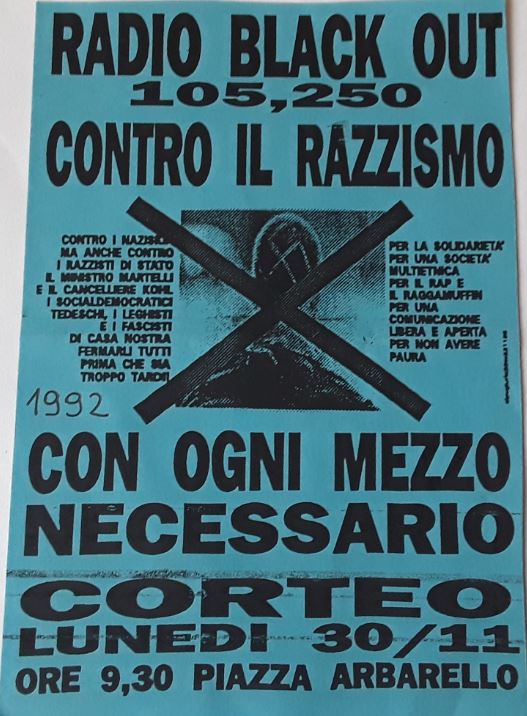 RADIO BLACK OUT
105,250
CONTRO IL RAZZISMO
CONTRO I NAZISKIN
MA ANCHE CONTRO
I RAZZISTI DI STATO
IL MINISTRO MARTELLI
E IL CANCELLIERE KOHL
I SOCIALDEMOCRATICI
TEDESCHI, I LEGHISTI
E I FASCISTI
DI CASA NOSTRA
FERMARLI TUTTI
PRIMA CHE SIA
TROPPO TARDI!
PER LA SOLIDARIETA'
PER UNA SOCIETA'
MULTIETNICA
PER IL RAP E
IL RAGGAMUFFIN
PER UNA
COMUNICAZIONE
LIBERA E APERTA
PER NON AVERE
PAURA
1992
CON OGNI MEZZO
NECESSARIO
CORTEO
LUNEDI 30/11
ORE 9,30 PIAZZA ARBARELLO